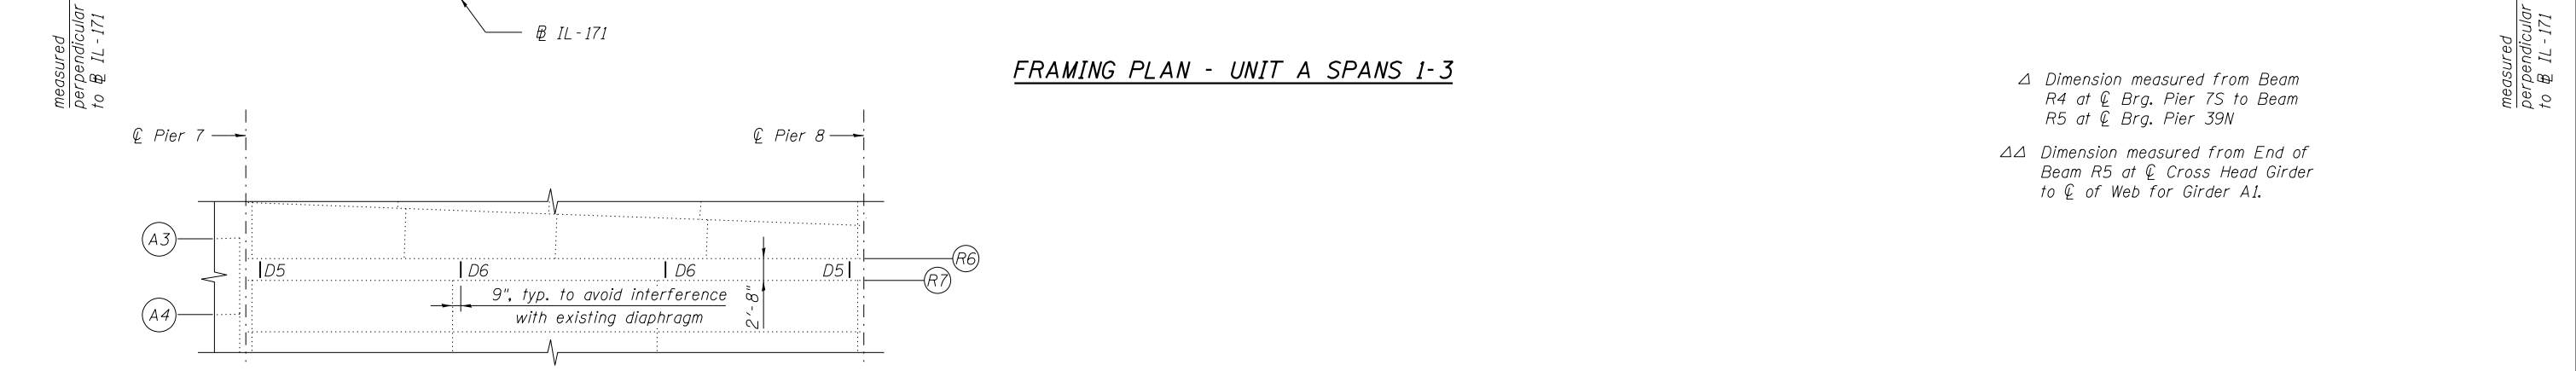 measured
perpendicular
to ℄ IL-171
℄ IL-171
FRAMING PLAN - UNIT A SPANS 1-3
△ Dimension measured from Beam
R4 at ℄ Brg. Pier 7S to Beam
R5 at ℄ Brg. Pier 39N
△△ Dimension measured from End of
Beam R5 at ℄ Cross Head Girder
to ℄ of Web for Girder A1.
measured
perpendicular
to ℄ IL-171
℄ Pier 7
℄ Pier 8
A3
R6
D5
D6
D6
D5
R7
9", typ. to avoid interference
with existing diaphragm
2'-8"
A4